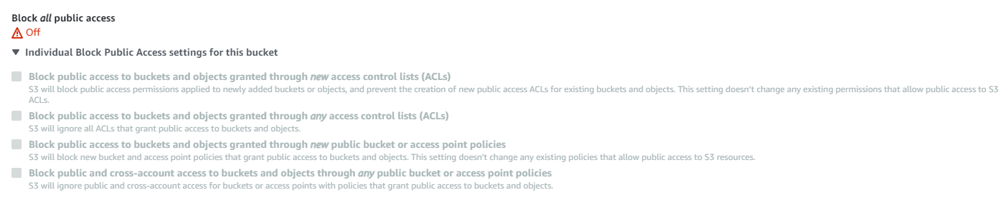 Block all public access
Off
Individual Block Public Access settings for this bucket
Block public access to buckets and objects granted through new access control lists (ACLs)
S3 will block public access permissions applied to newly added buckets or objects, and prevent the creation of new public access ACLs for existing buckets and objects. This setting doesn't change any existing permissions that allow public access to S3
ACLs.
Block public access to buckets and objects granted through any access control lists (ACLs)
S3 will ignore all ACLs that grant public access to buckets and objects.
Block public access to buckets and objects granted through new public bucket or access point policies
S3 will block new bucket and access point policies that grant public access to buckets and objects. This setting doesn't change any existing policies that allow public access to S3 resources.
Block public and cross-account access to buckets and objects through any public bucket or access point policies
S3 will ignore public and cross-account access for buckets or access points with policies that grant public access to buckets and objects.